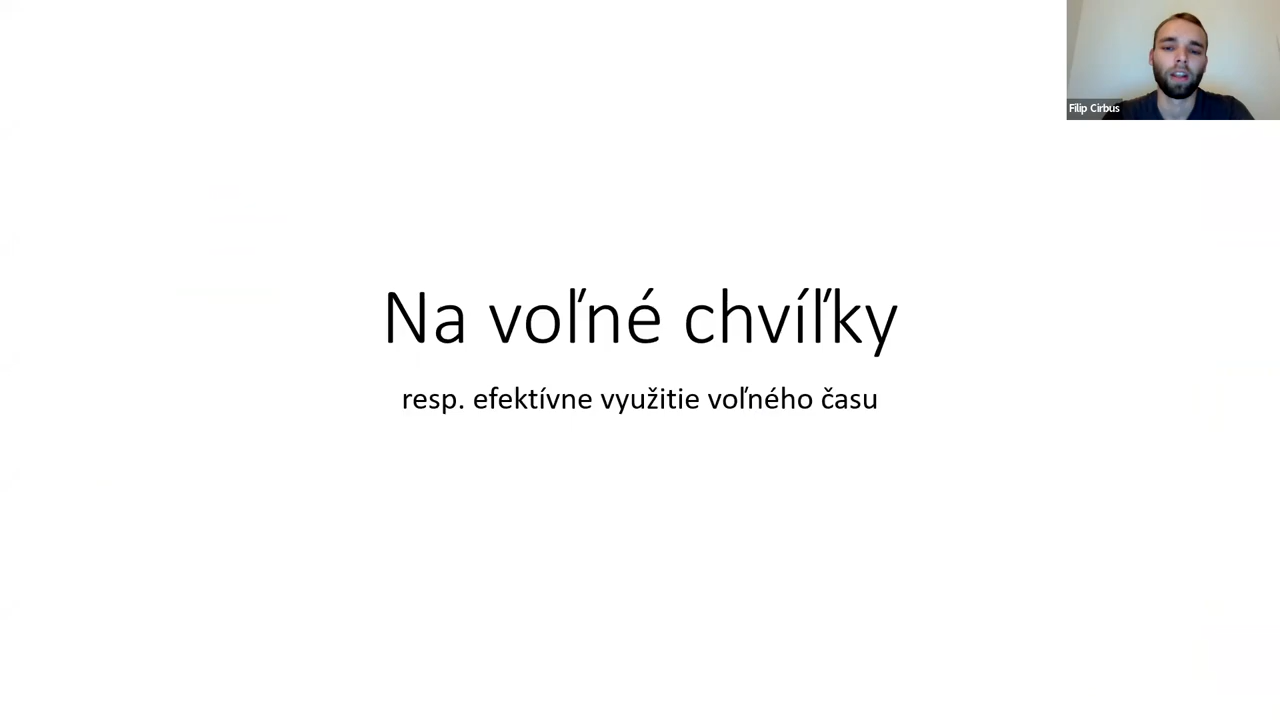 Filip Cirbus
Na voľné chvíľky
resp. efektívne využitie voľného času